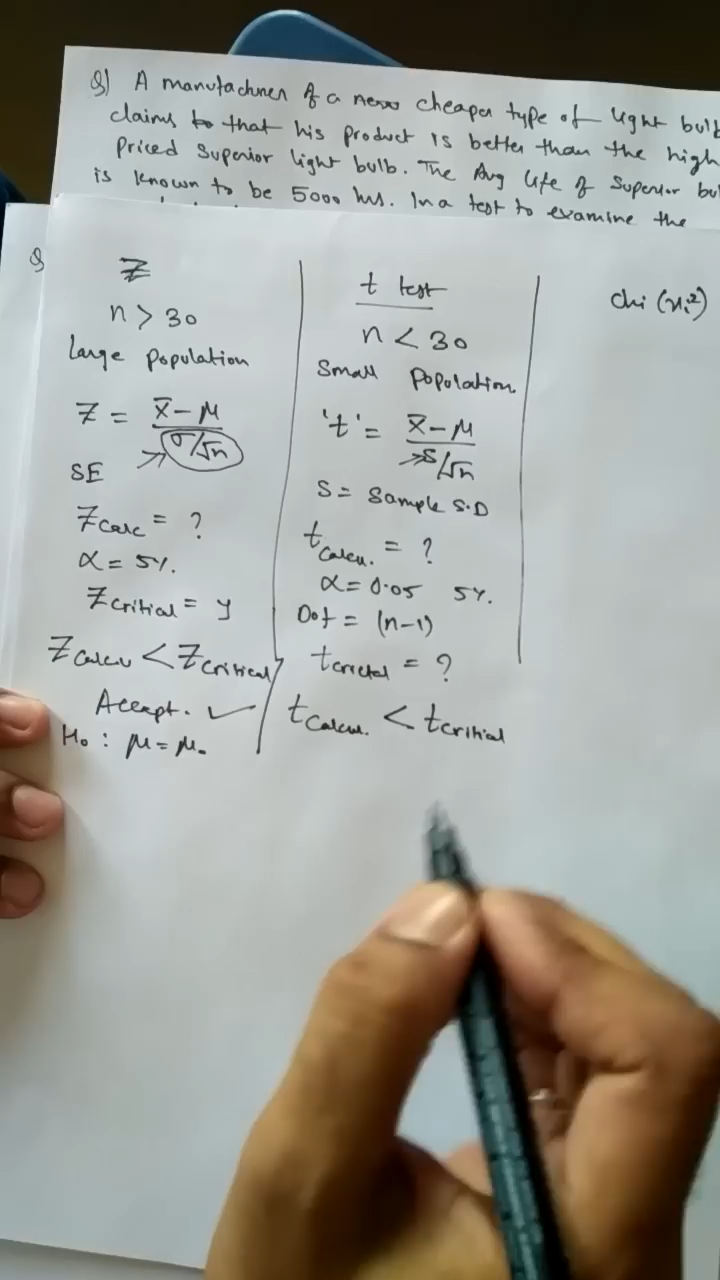 Q) A manufacturer of a new cheaper type of light bulb
claims to that his product is better than the high
priced superior light bulb. The Avg life of Superior bul
is known to be 5000 hrs. In a test to examine the
Q
Z
n > 30
Large population
Z = x̄ - μ / σ/√n
SE
Zcalc = ?
α = 5%.
Zcritical = y
Zcalcu < Zcritical
Accept. ✓
H₀ : μ = μ₀
t test
n < 30
Small Population
't' = x̄ - μ / s/√n
S = Sample S.D
tcalcu. = ?
α = 0.05 5%.
Dof = (n-1)
tcrictal = ?
tcalcu. < tcritial
Chi (xi²)